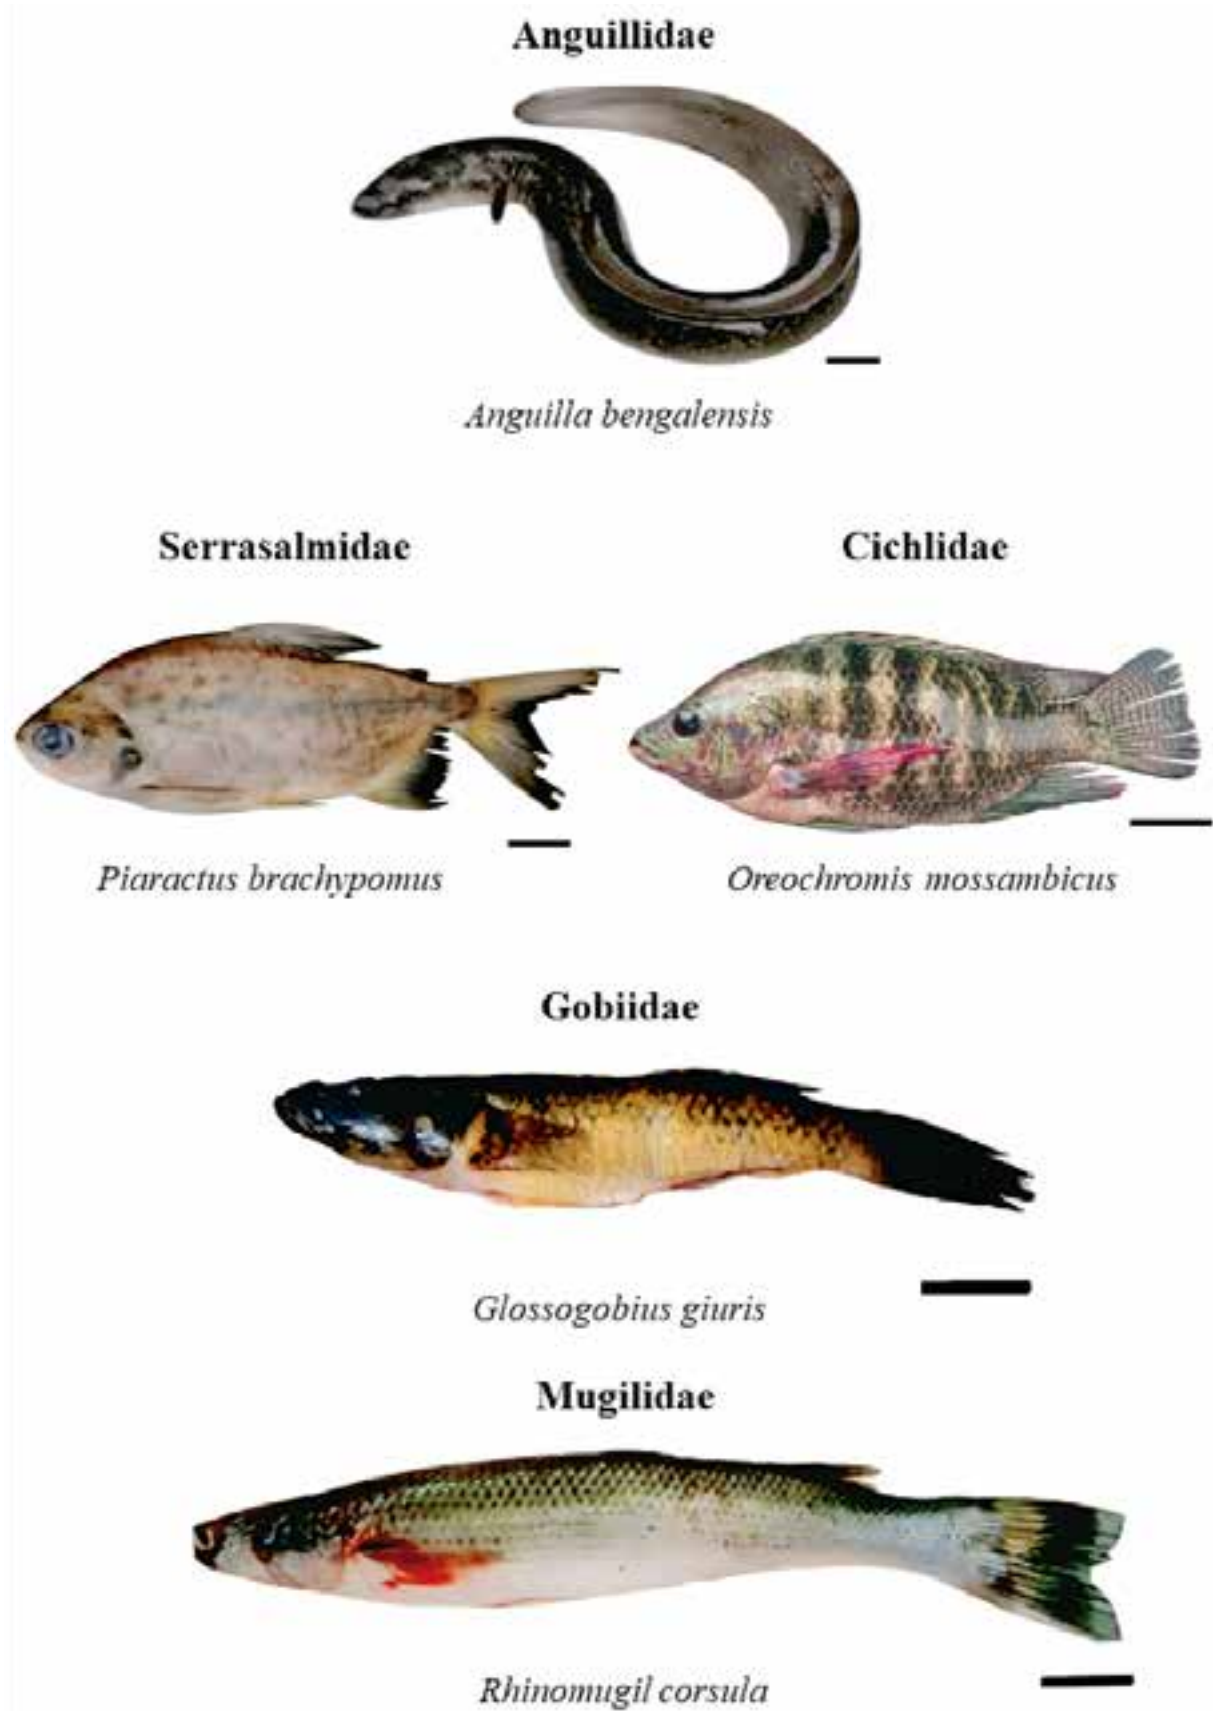 Anguillidae
Anguilla bengalensis
Serrasalmidae
Cichlidae
Piaractus brachypomus
Oreochromis mossambicus
Gobiidae
Glossogobius giuris
Mugilidae
Rhinomugil corsula